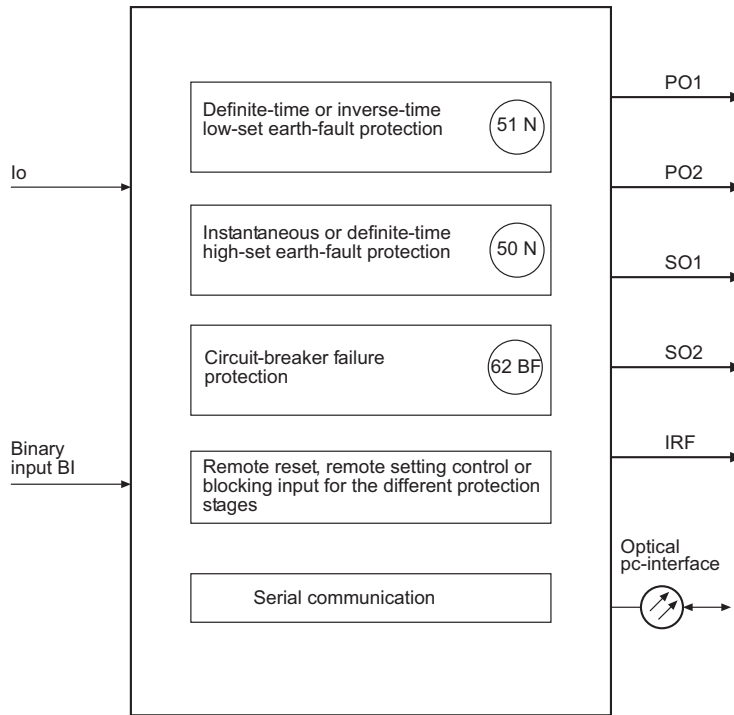 Definite-time or inverse-time
low-set earth-fault protection
51 N
Io
Instantaneous or definite-time
high-set earth-fault protection
50 N
Circuit-breaker failure
protection
62 BF
Binary
input BI
Remote reset, remote setting control or
blocking input for the different protection
stages
Serial communication
PO1
PO2
SO1
SO2
IRF
Optical
pc-interface